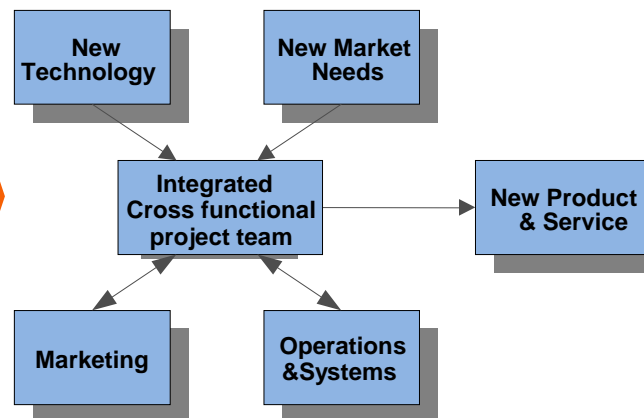 New
Technology
New Market
Needs
Integrated
Cross functional
project team
New Product
& Service
Marketing
Operations
&Systems